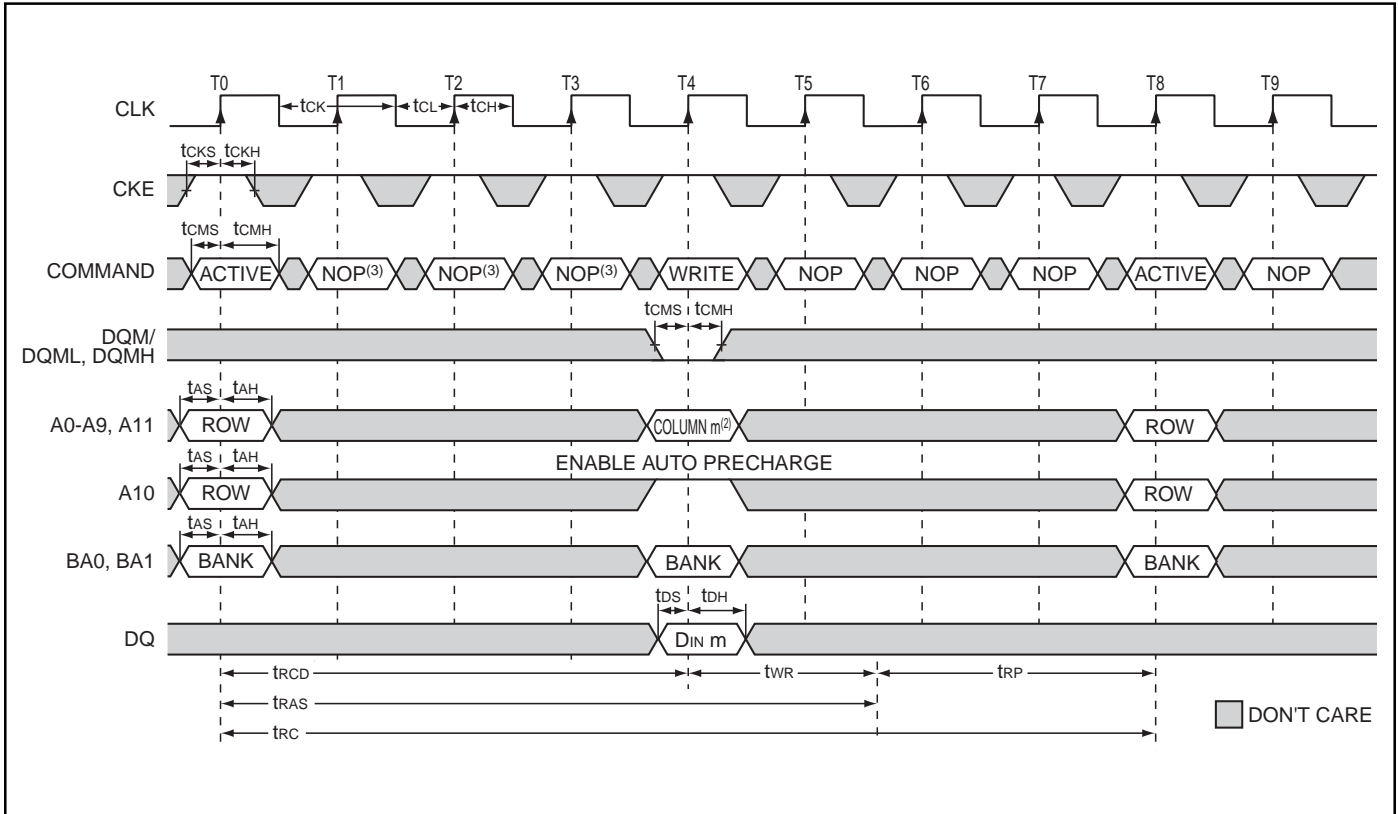 T0 T1 T2 T3 T4 T5 T6 T7 T8 T9
CLK tCK tCL tCH
tCKS tCKH
CKE
tCMS tCMH
COMMAND ACTIVE NOP(3) NOP(3) NOP(3) WRITE NOP NOP NOP ACTIVE NOP
tCMS tCMH
DQM/
DQML, DQMH
tAS tAH
A0-A9, A11 ROW COLUMN m(2) ROW
tAS tAH ENABLE AUTO PRECHARGE
A10 ROW ROW
tAS tAH
BA0, BA1 BANK BANK BANK
tDS tDH
DQ DIN m
tRCD tWR tRP
tRAS
DON'T CARE
tRC